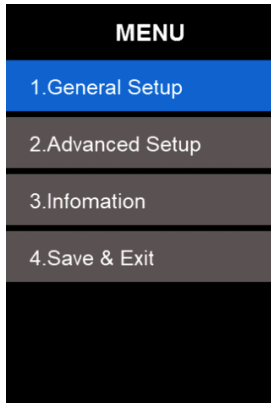 MENU
1.General Setup
2.Advanced Setup
3.Infomation
4.Save & Exit